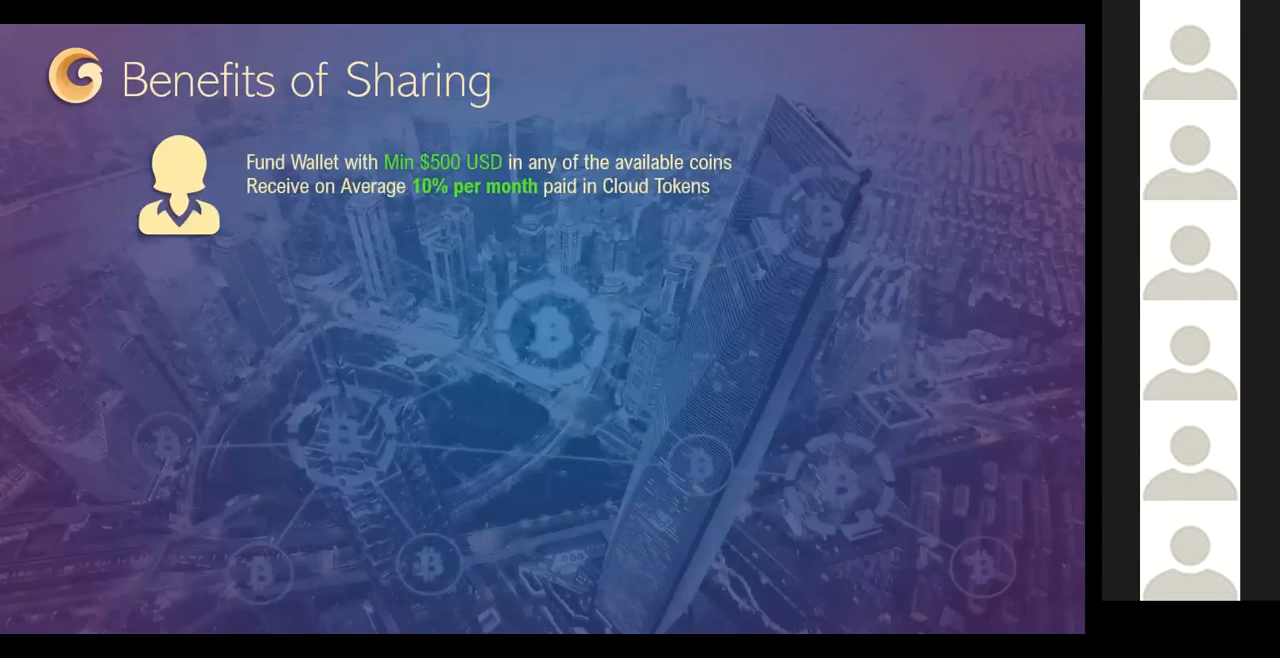 Benefits of Sharing
Fund Wallet with Min $500 USD in any of the available coins
Receive on Average 10% per month paid in Cloud Tokens